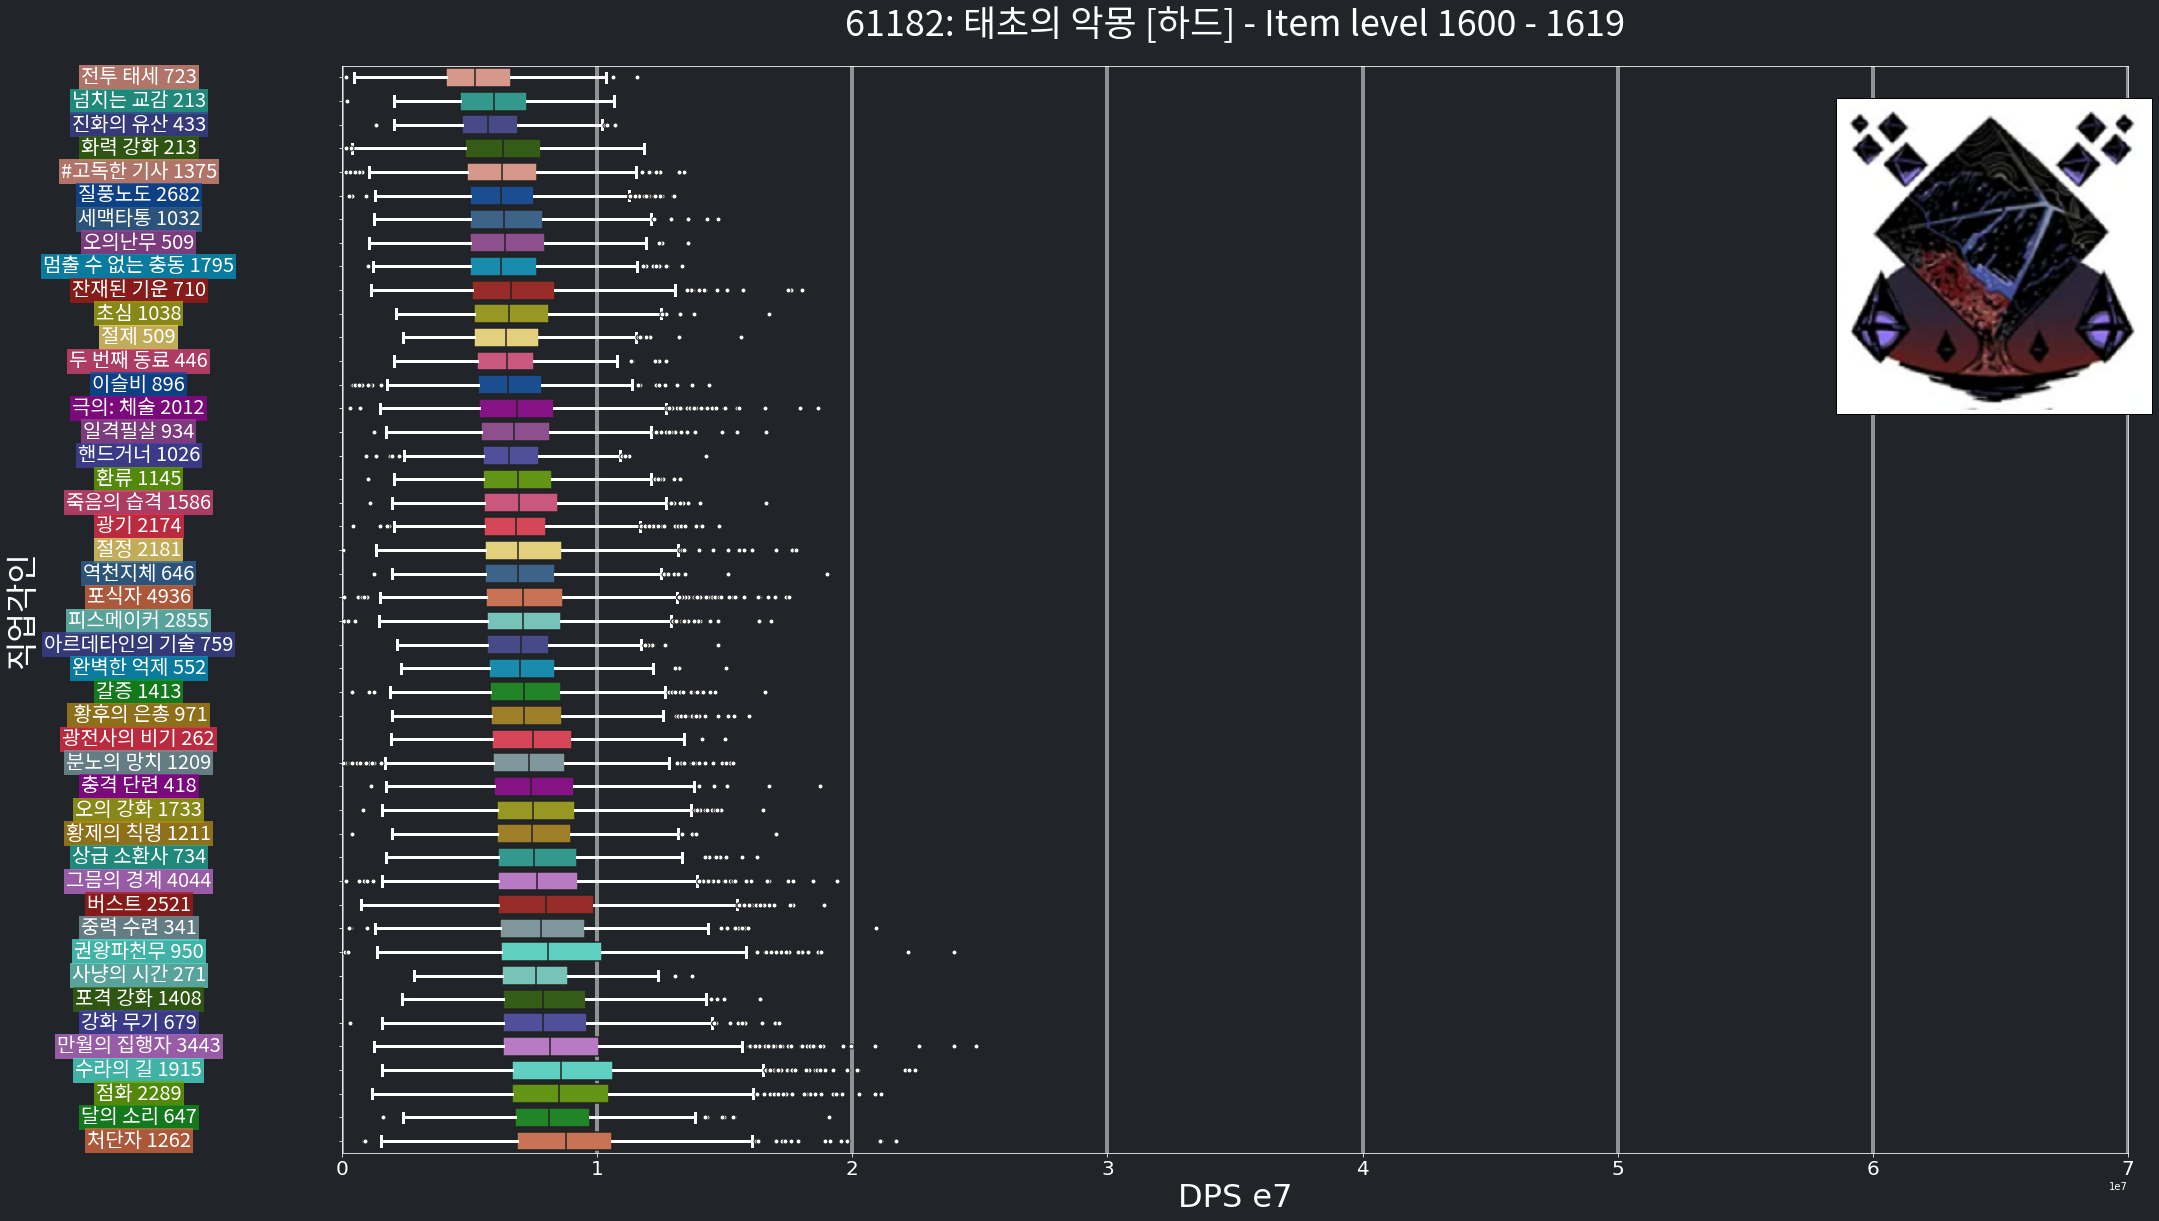 61182: 태초의 악몽 [하드] - Item level 1600 - 1619
전투 태세 723
넘치는 교감 213
진화의 유산 433
화력 강화 213
#고독한 기사 1375
질풍노도 2682
세맥타통 1032
오의난무 509
멈출 수 없는 충동 1795
잔재된 기운 710
초심 1038
절제 509
두 번째 동료 446
이슬비 896
극의: 체술 2012
일격필살 934
핸드거너 1026
환류 1145
죽음의 습격 1586
광기 2174
절정 2181
역천지체 646
포식자 4936
피스메이커 2855
아르데타인의 기술 759
완벽한 억제 552
갈증 1413
황후의 은총 971
광전사의 비기 262
분노의 망치 1209
충격 단련 418
오의 강화 1733
황제의 칙령 1211
상급 소환사 734
그믐의 경계 4044
버스트 2521
중력 수련 341
권왕파천무 950
사냥의 시간 271
포격 강화 1408
강화 무기 679
만월의 집행자 3443
수라의 길 1915
점화 2289
달의 소리 647
처단자 1262
직업각인
0 1 2 3 4 5 6 7
1e7
DPS e7